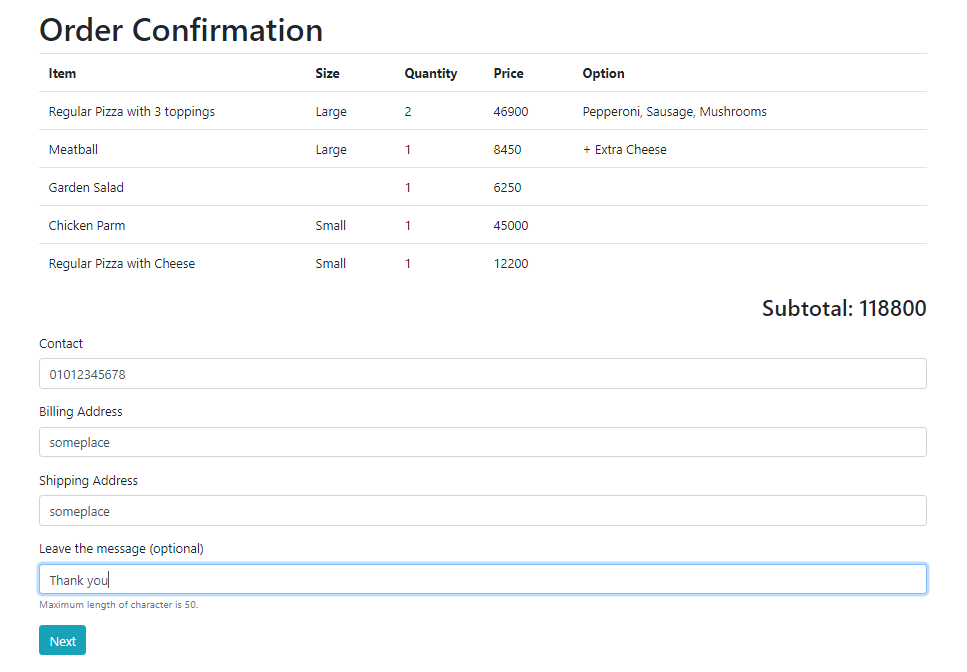 Order Confirmation
Item Size Quantity Price Option
Regular Pizza with 3 toppings Large 2 46900 Pepperoni, Sausage, Mushrooms
Meatball Large 1 8450 + Extra Cheese
Garden Salad 1 6250
Chicken Parm Small 1 45000
Regular Pizza with Cheese Small 1 12200
Subtotal: 118800
Contact
01012345678
Billing Address
someplace
Shipping Address
someplace
Leave the message (optional)
Thank you
Maximum length of character is 50.
Next